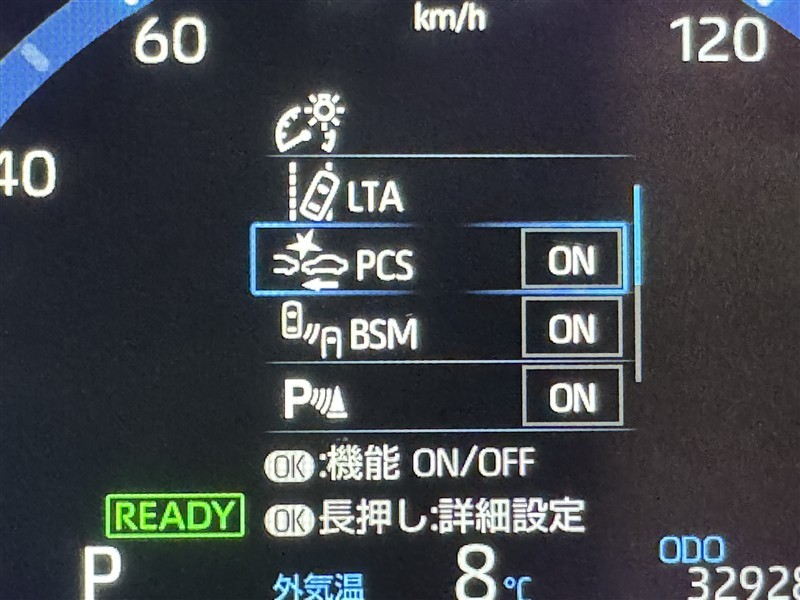 km/h
60
120
40
LTA
PCS ON
BSM ON
P ON
OK:機能 ON/OFF
READY
OK長押し:詳細設定
P
外気温 8℃
ODO
32928